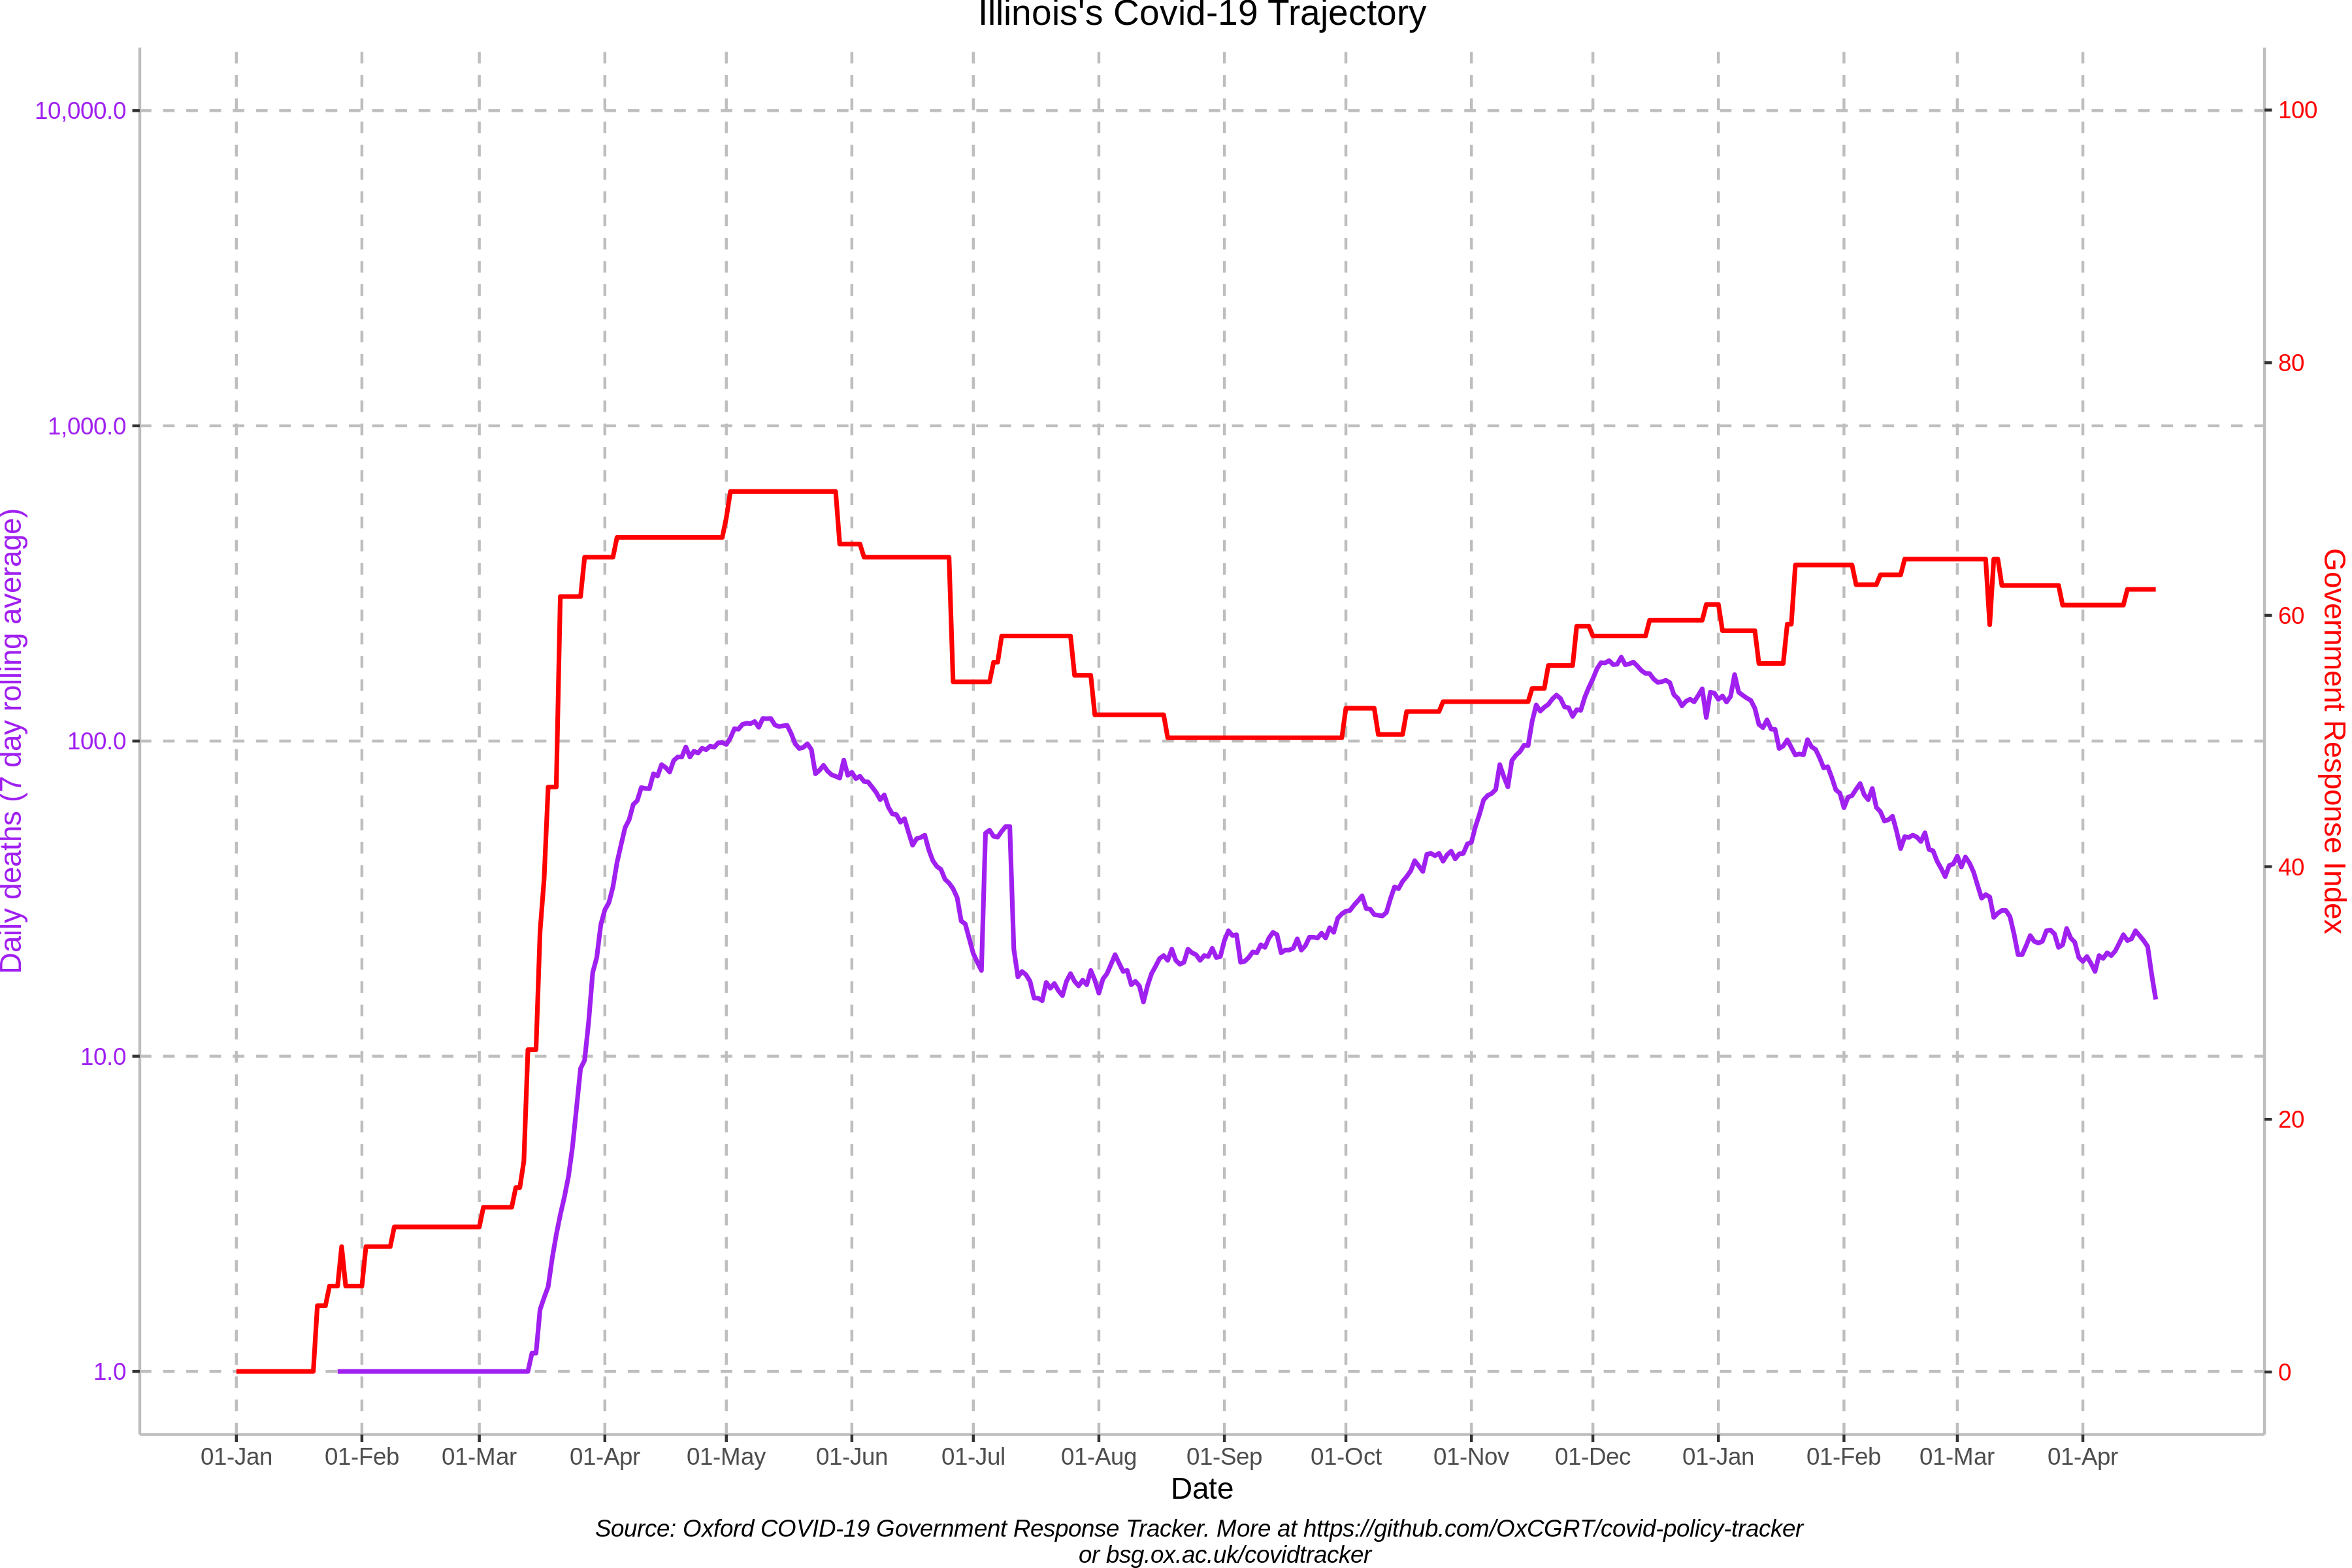 Illinois's Covid-19 Trajectory
10,000.0
1,000.0
100.0
10.0
1.0
Daily deaths (7 day rolling average)
100
80
60
40
20
0
Government Response Index
01-Jan 01-Feb 01-Mar 01-Apr 01-May 01-Jun 01-Jul 01-Aug 01-Sep 01-Oct 01-Nov 01-Dec 01-Jan 01-Feb 01-Mar 01-Apr
Date
Source: Oxford COVID-19 Government Response Tracker. More at https://github.com/OxCGRT/covid-policy-tracker
or bsg.ox.ac.uk/covidtracker